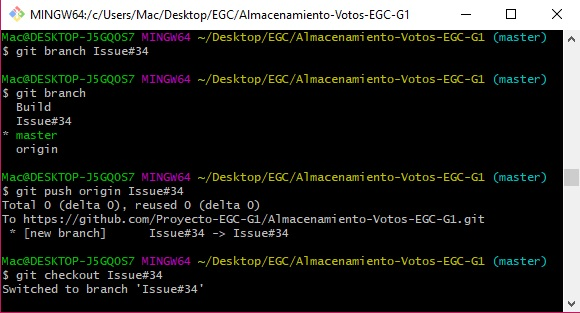 MINGW64:/c/Users/Mac/Desktop/EGC/Almacenamiento-Votos-EGC-G1
Mac@DESKTOP-J5GQOS7 MINGW64 ~/Desktop/EGC/Almacenamiento-Votos-EGC-G1 (master)
$ git branch Issue#34
Mac@DESKTOP-J5GQOS7 MINGW64 ~/Desktop/EGC/Almacenamiento-Votos-EGC-G1 (master)
$ git branch
Build
Issue#34
* master
origin
Mac@DESKTOP-J5GQOS7 MINGW64 ~/Desktop/EGC/Almacenamiento-Votos-EGC-G1 (master)
$ git push origin Issue#34
Total 0 (delta 0), reused 0 (delta 0)
To https://github.com/Proyecto-EGC-G1/Almacenamiento-Votos-EGC-G1.git
* [new branch]      Issue#34 -> Issue#34
Mac@DESKTOP-J5GQOS7 MINGW64 ~/Desktop/EGC/Almacenamiento-Votos-EGC-G1 (master)
$ git checkout Issue#34
Switched to branch 'Issue#34'